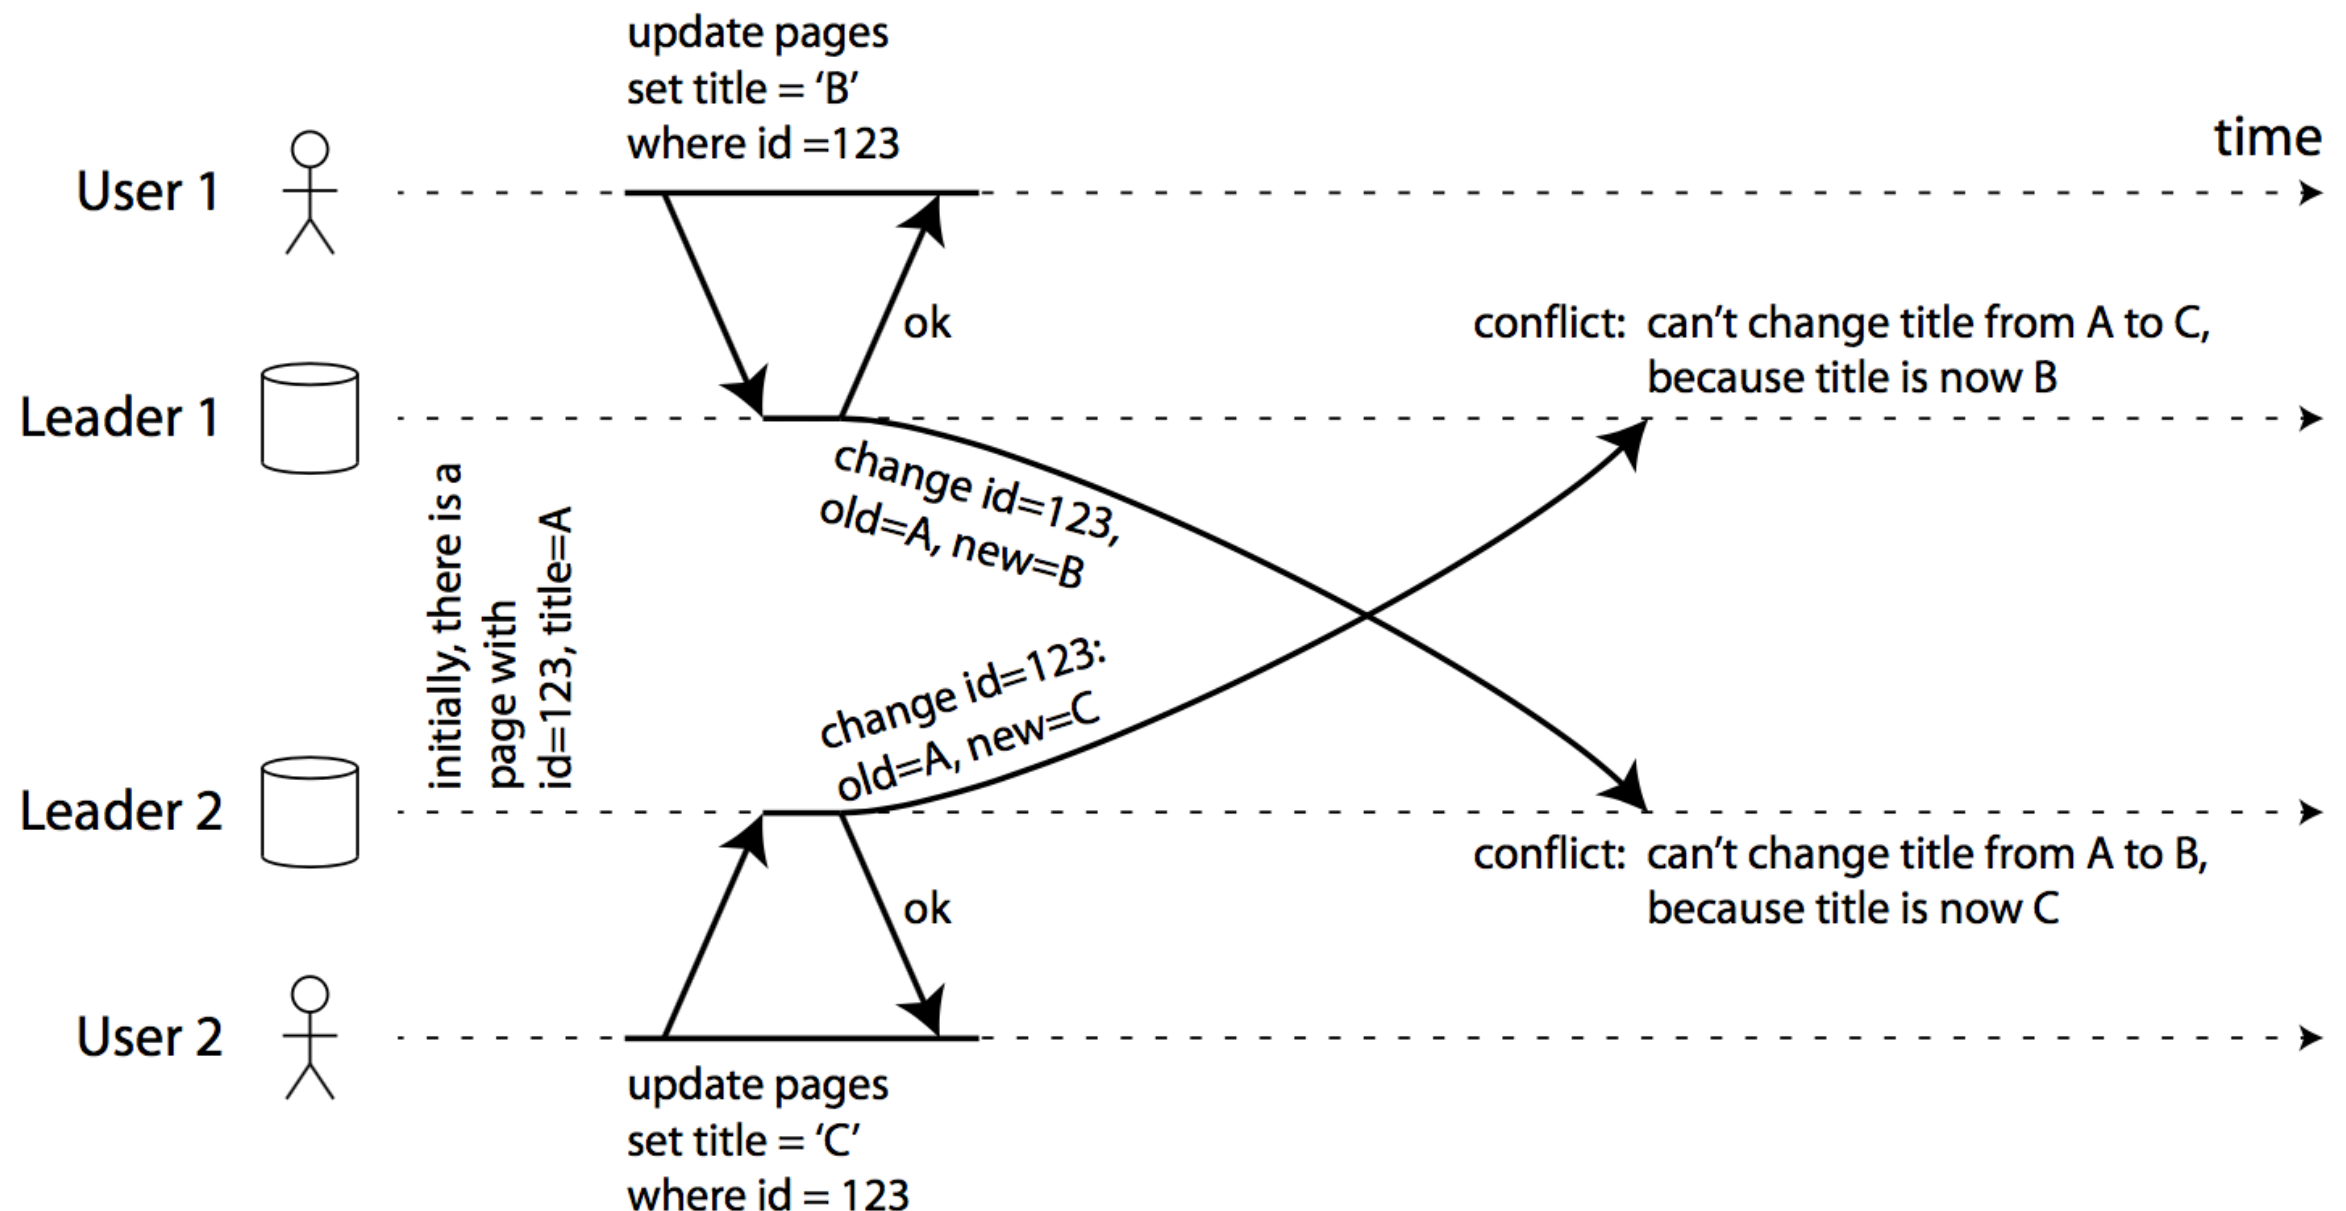 update pages
set title = ‘B’
where id =123
time
User 1
ok
conflict: can’t change title from A to C,
because title is now B
Leader 1
change id=123,
old=A, new=B
initially, there is a
page with
id=123, title=A
change id=123:
old=A, new=C
Leader 2
conflict: can’t change title from A to B,
because title is now C
ok
User 2
update pages
set title = ‘C’
where id = 123